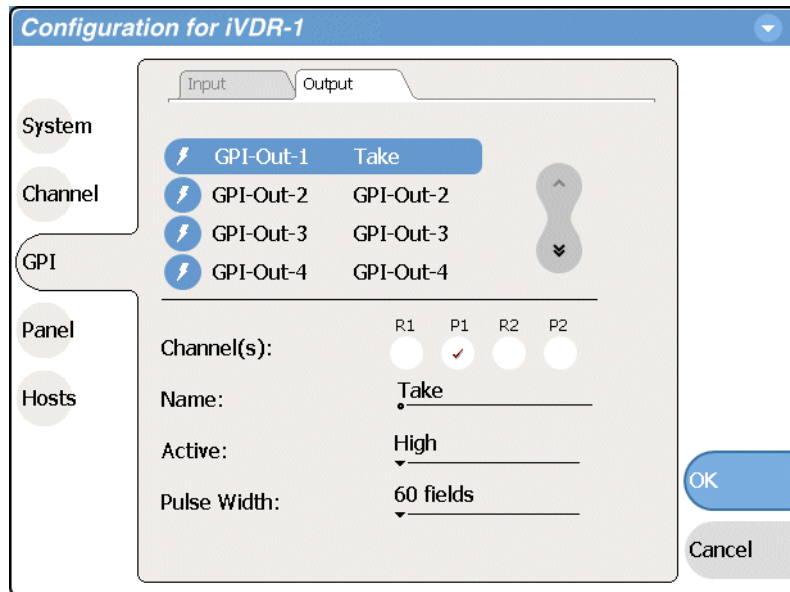 Configuration for iVDR-1
Input Output
System
Channel
GPI
Panel
Hosts
GPI-Out-1 Take
GPI-Out-2 GPI-Out-2
GPI-Out-3 GPI-Out-3
GPI-Out-4 GPI-Out-4
R1 P1 R2 P2
Channel(s):
Name: Take
Active: High
Pulse Width: 60 fields
OK
Cancel